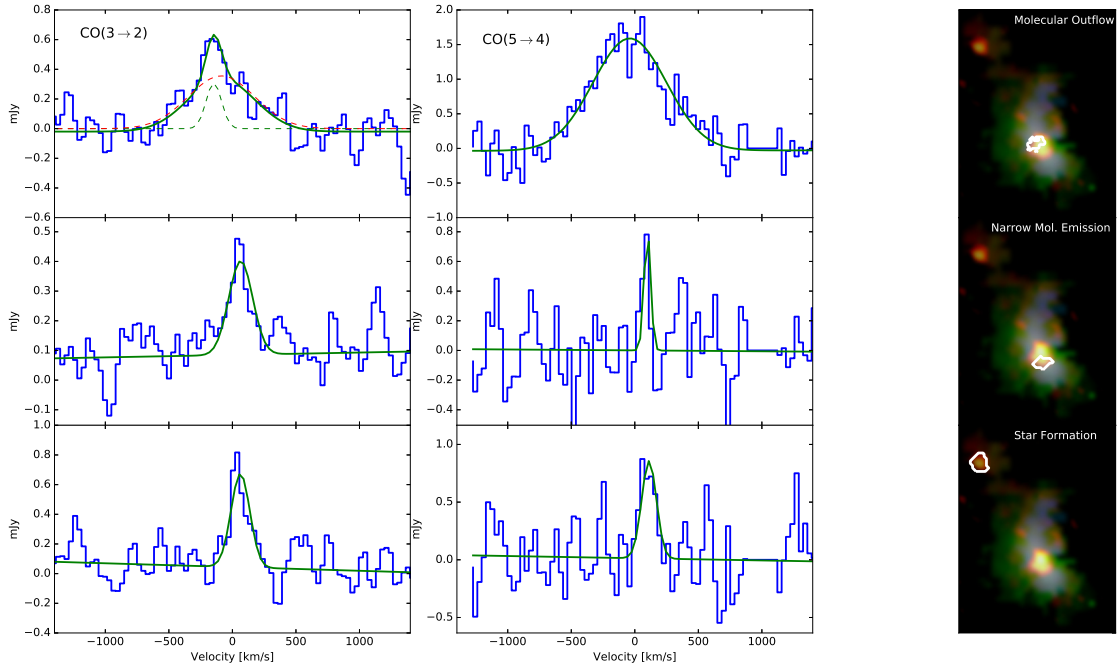 CO(3→2)
mJy
0.8
0.6
0.4
0.2
0.0
−0.2
−0.4
−0.6
CO(5→4)
mJy
2.0
1.5
1.0
0.5
0.0
−0.5
−1.0
Molecular Outflow
mJy
0.5
0.4
0.3
0.2
0.1
0.0
−0.1
mJy
0.8
0.6
0.4
0.2
0.0
−0.2
−0.4
Narrow Mol. Emission
mJy
1.0
0.8
0.6
0.4
0.2
0.0
−0.2
−0.4
−1000 −500 0 500 1000
Velocity [km/s]
mJy
1.0
0.5
0.0
−0.5
−1000 −500 0 500 1000
Velocity [km/s]
Star Formation